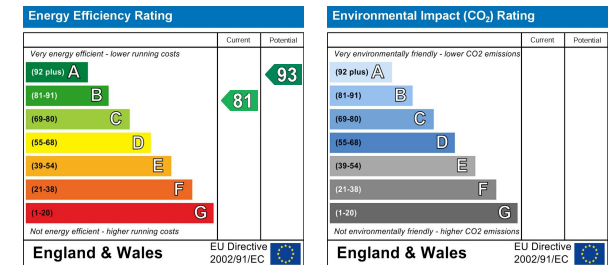 Energy Efficiency Rating
Current Potential
Very energy efficient - lower running costs
(92 plus) A
93
(81-91) B
81
(69-80) C
(55-68) D
(39-54) E
(21-38) F
(1-20) G
Not energy efficient - higher running costs
England & Wales
EU Directive
2002/91/EC
Environmental Impact (CO2) Rating
Current Potential
Very environmentally friendly - lower CO2 emissions
(92 plus) A
(81-91) B
(69-80) C
(55-68) D
(39-54) E
(21-38) F
(1-20) G
Not environmentally friendly - higher CO2 emissions
England & Wales
EU Directive
2002/91/EC